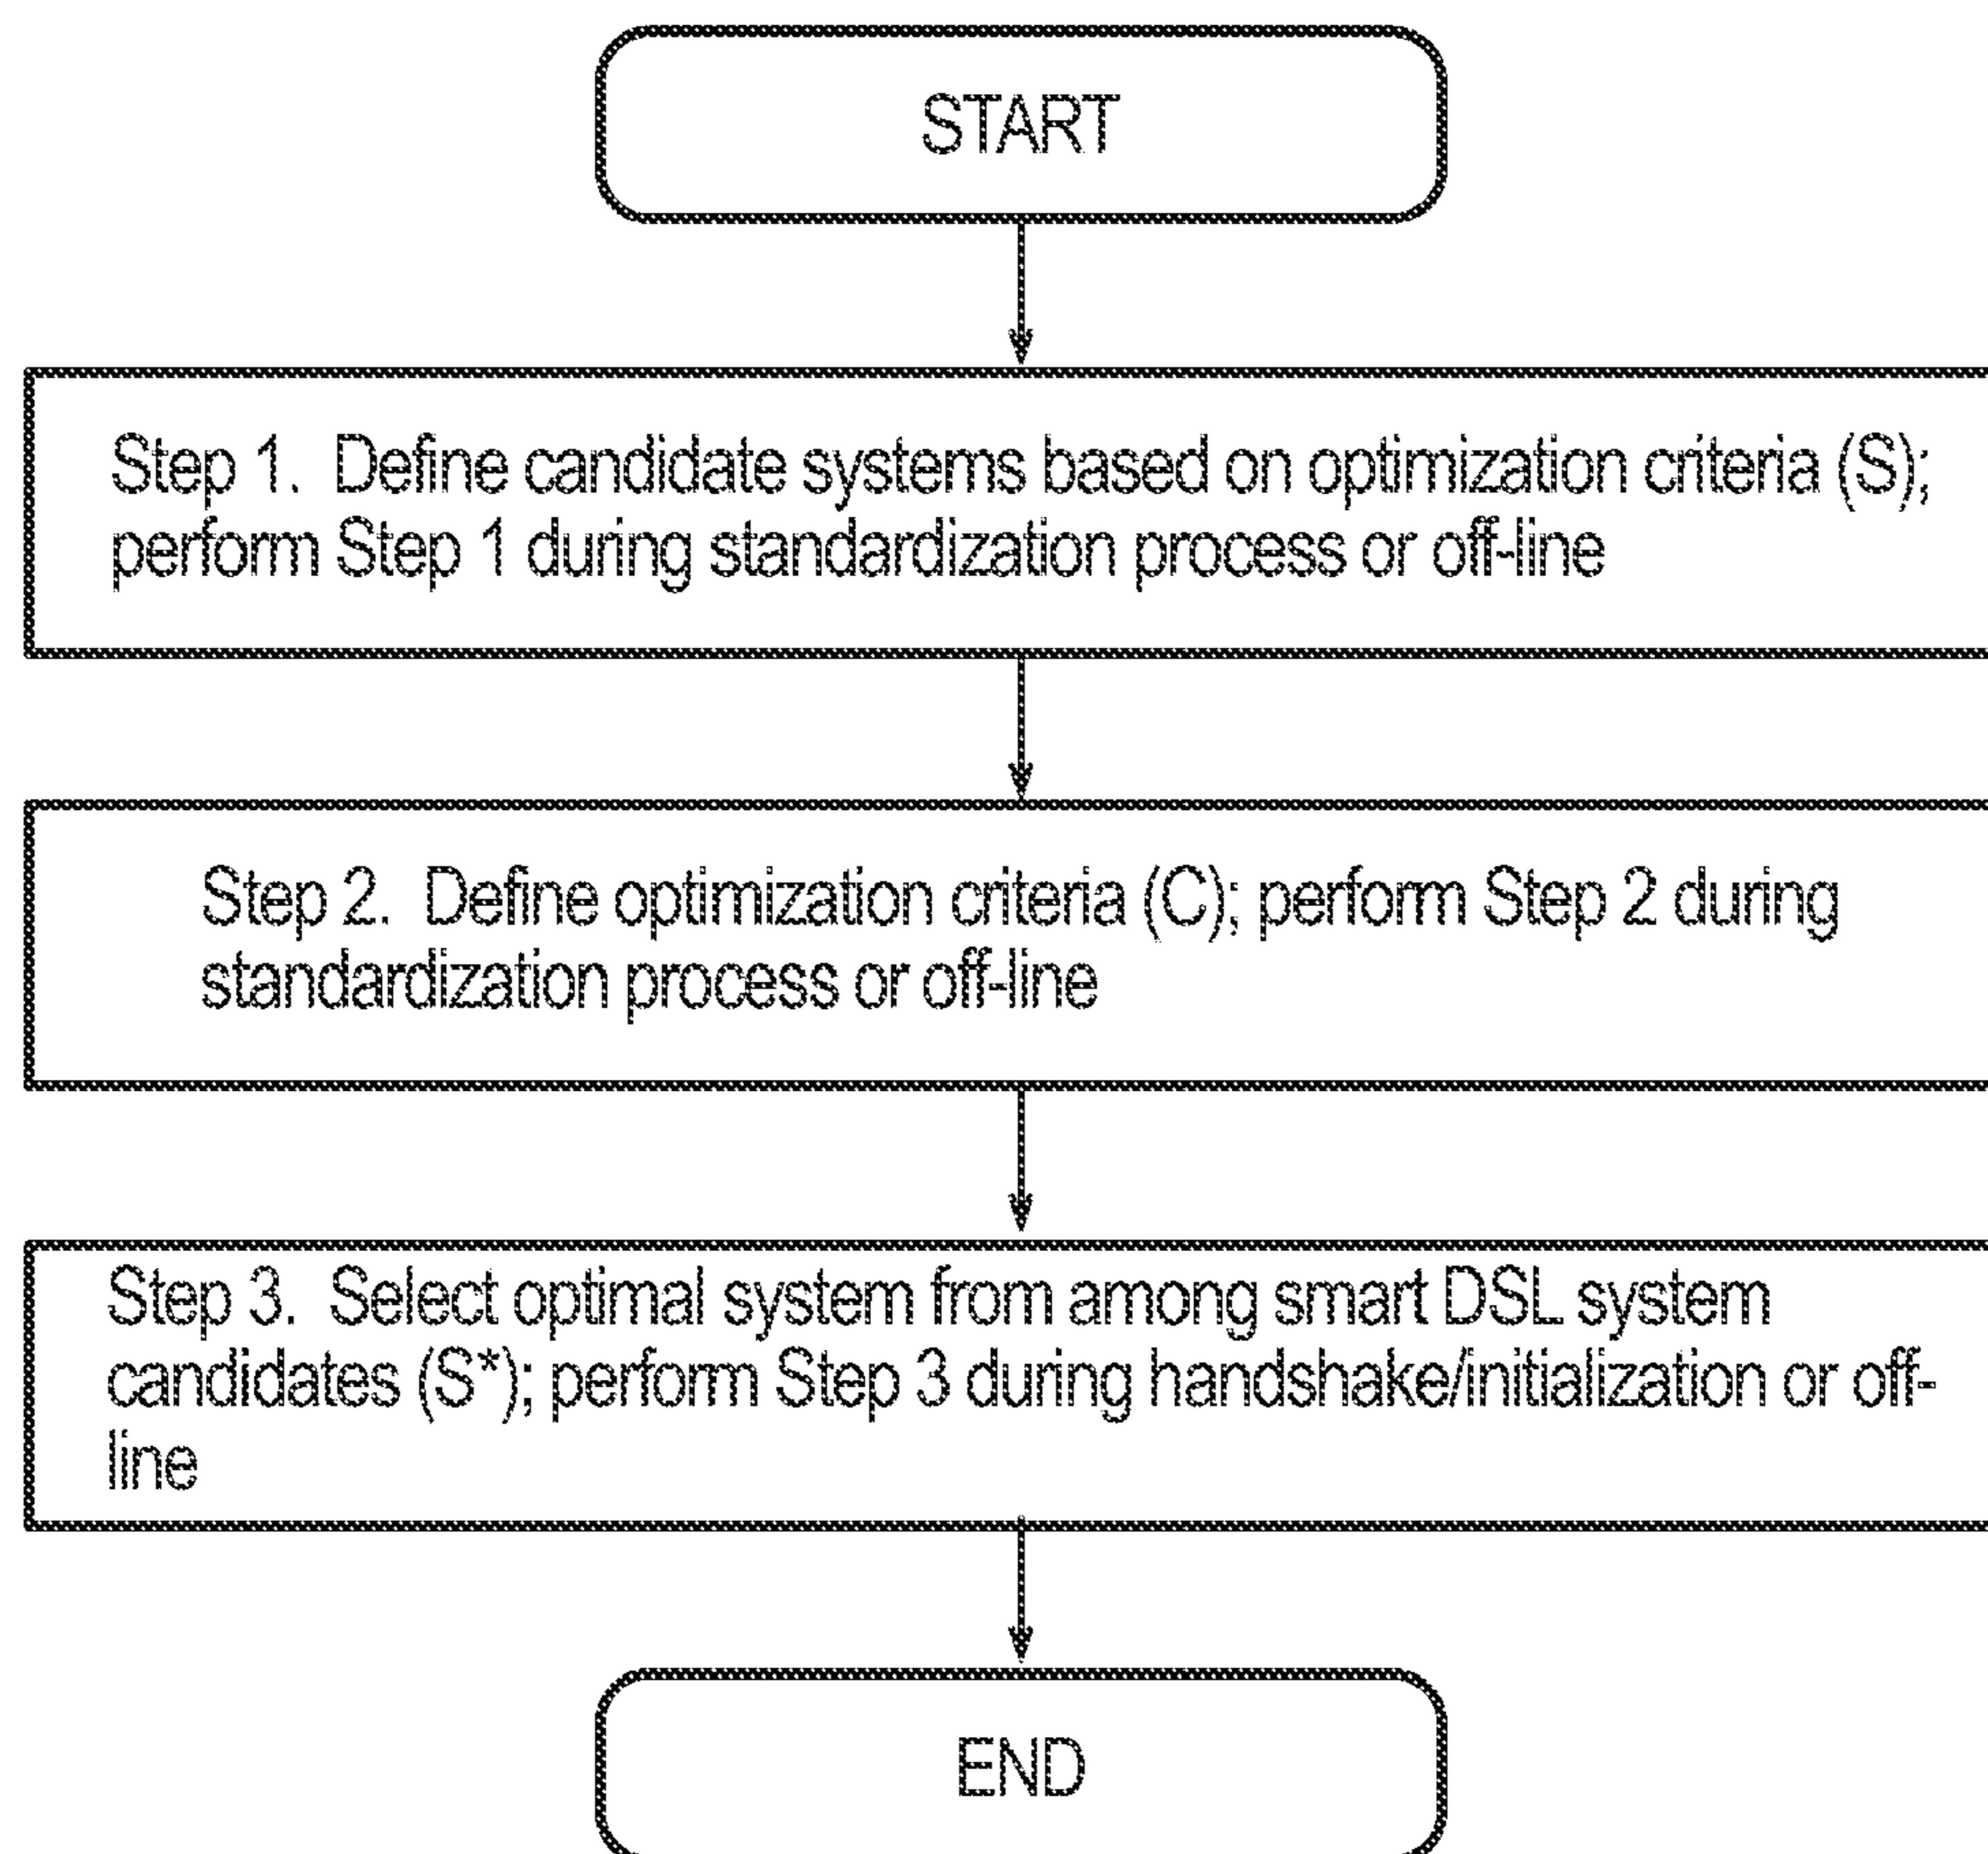 START
Step 1. Define candidate systems based on optimization criteria (S);
perform Step 1 during standardization process or off-line
Step 2. Define optimization criteria (C); perform Step 2 during
standardization process or off-line
Step 3. Select optimal system from among smart DSL system
candidates (S*); perform Step 3 during handshake/initialization or off-
line
END